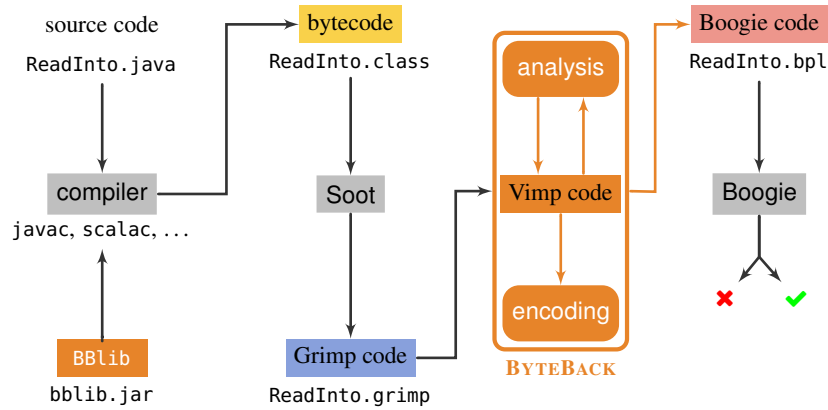 source code
ReadInto.java
compiler
javac, scalac, ...
BBlib
bblib.jar
bytecode
ReadInto.class
Soot
Grimp code
ReadInto.grimp
analysis
Vimp code
encoding
BYTEBACK
Boogie code
ReadInto.bpl
Boogie